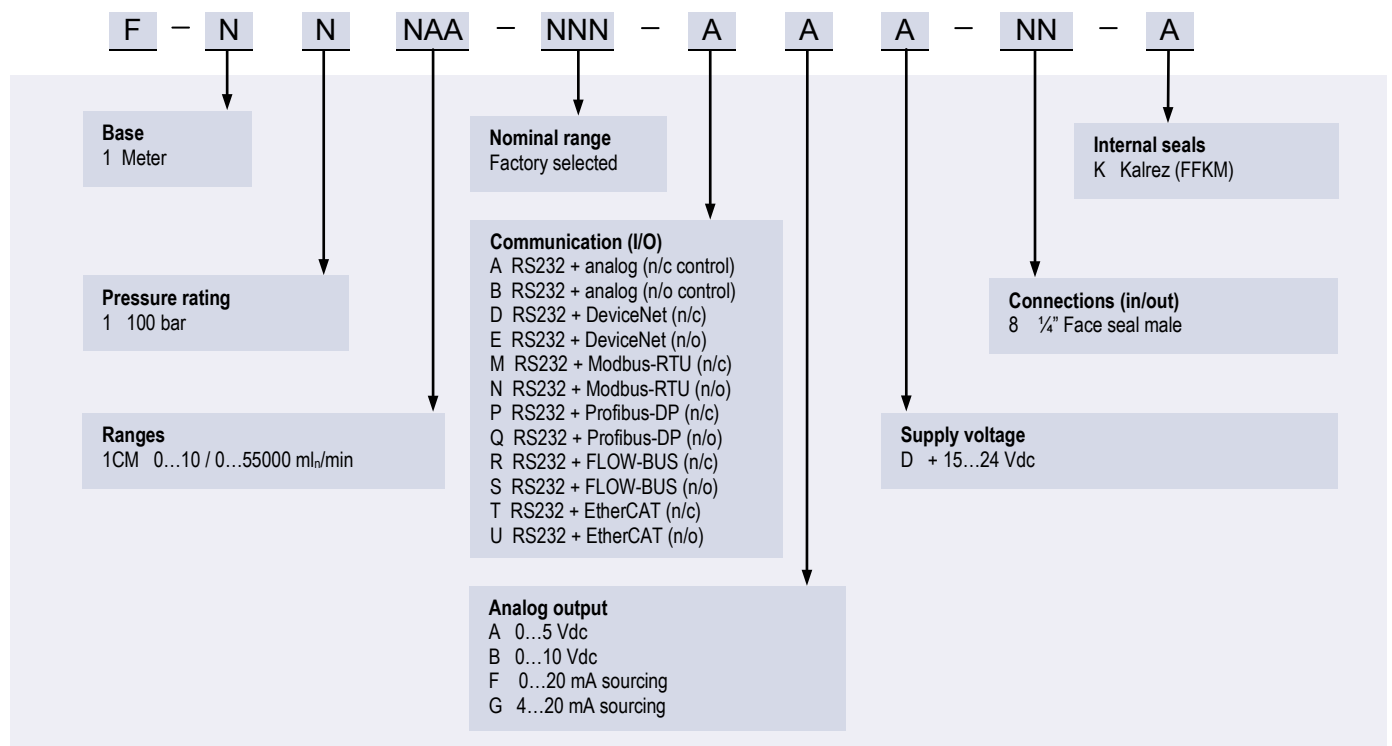 F – N N NAA – NNN – A A A – NN – A
Base
1 Meter
Pressure rating
1 100 bar
Ranges
1CM 0…10 / 0…55000 mlₙ/min
Nominal range
Factory selected
Communication (I/O)
A RS232 + analog (n/c control)
B RS232 + analog (n/o control)
D RS232 + DeviceNet (n/c)
E RS232 + DeviceNet (n/o)
M RS232 + Modbus-RTU (n/c)
N RS232 + Modbus-RTU (n/o)
P RS232 + Profibus-DP (n/c)
Q RS232 + Profibus-DP (n/o)
R RS232 + FLOW-BUS (n/c)
S RS232 + FLOW-BUS (n/o)
T RS232 + EtherCAT (n/c)
U RS232 + EtherCAT (n/o)
Analog output
A 0…5 Vdc
B 0…10 Vdc
F 0…20 mA sourcing
G 4…20 mA sourcing
Internal seals
K Kalrez (FFKM)
Connections (in/out)
8 ¼” Face seal male
Supply voltage
D + 15…24 Vdc